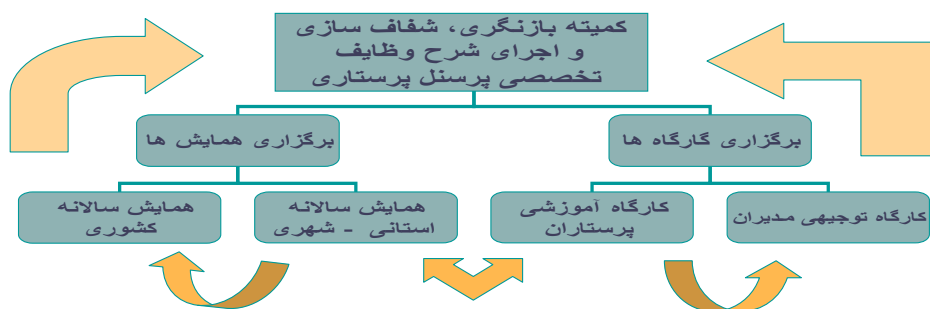 کمیته بازنگری، شفاف سازی
و اجرای شرح وظایف
تخصصی پرسنل پرستاری
برگزاری گارگاه ها
برگزاری همایش ها
کارگاه توجیهی مدیران
کارگاه آموزشی
پرستاران
همایش سالانه
استانی - شهری
همایش سالانه
کشوری